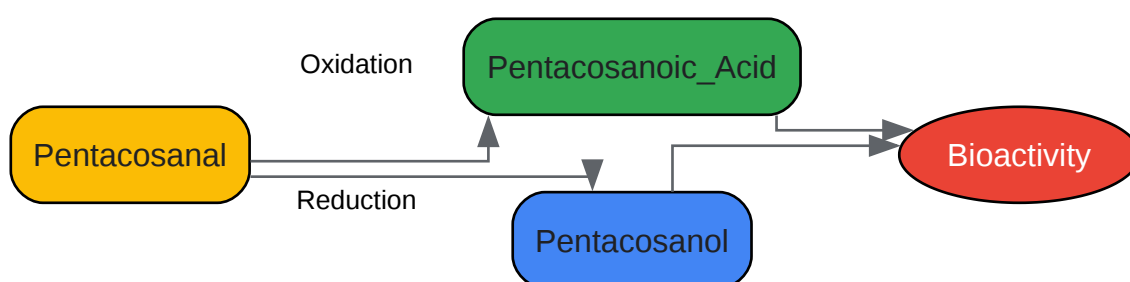 Oxidation
Pentacosanoic_Acid
Pentacosanal
Bioactivity
Reduction
Pentacosanol